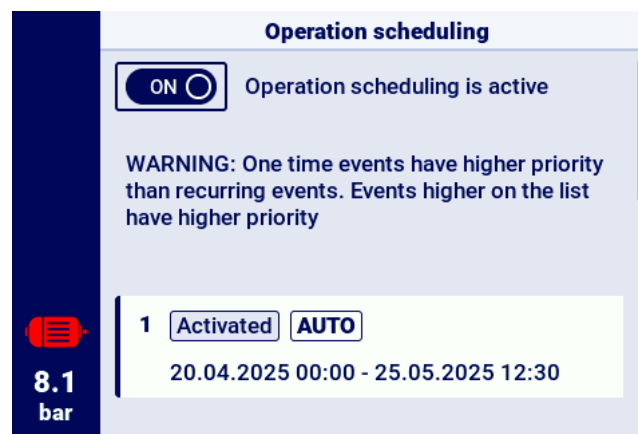 Operation scheduling
ON Operation scheduling is active
WARNING: One time events have higher priority
than recurring events. Events higher on the list
have higher priority
1 Activated AUTO
20.04.2025 00:00 - 25.05.2025 12:30
8.1
bar